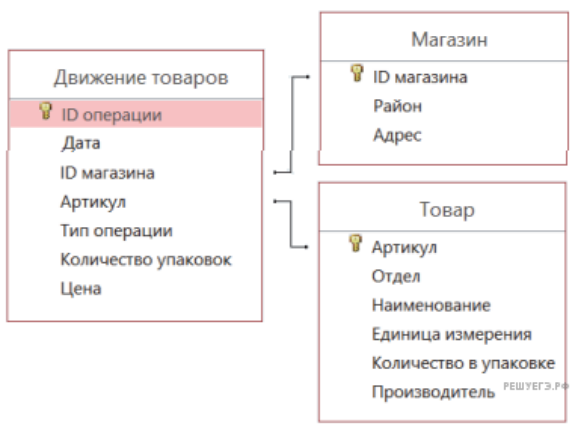 Движение товаров
ID операции
Дата
ID магазина
Артикул
Тип операции
Количество упаковок
Цена
Магазин
ID магазина
Район
Адрес
Товар
Артикул
Отдел
Наименование
Единица измерения
Количество в упаковке
Производитель
РЕШУЕГЭ.РФ